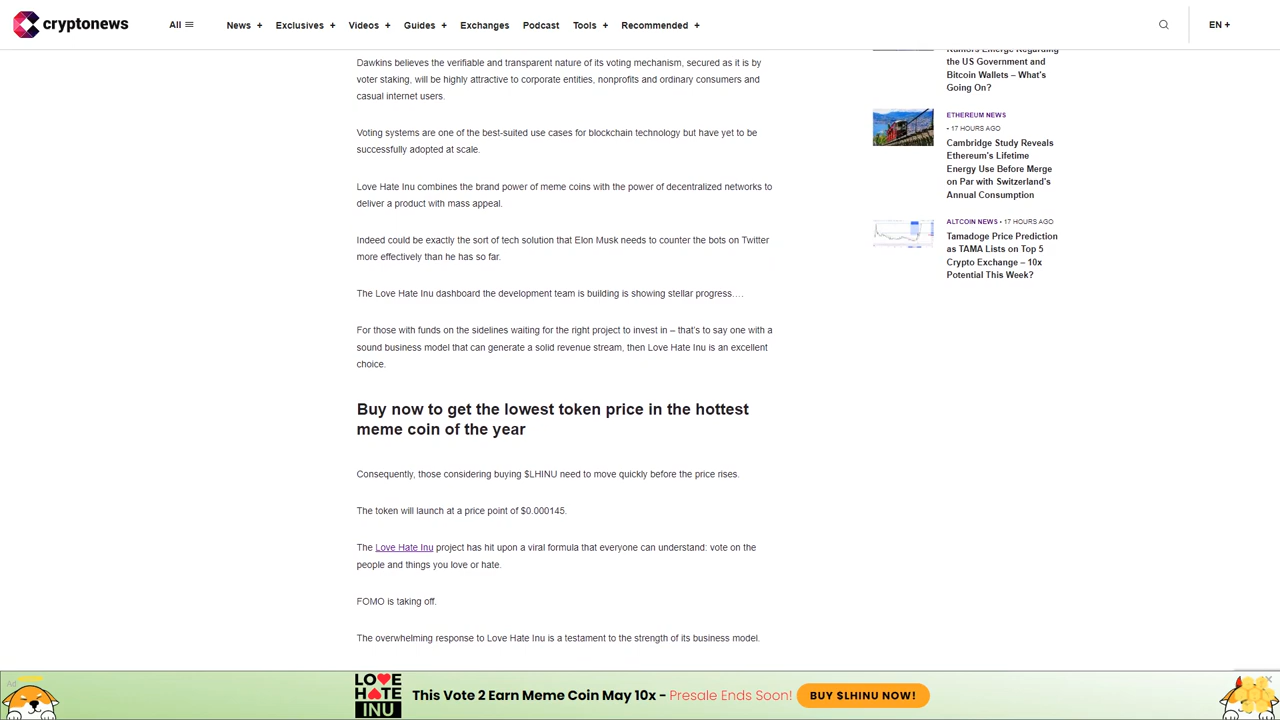 cryptonews
All
News +
Exclusives +
Videos +
Guides +
Exchanges
Podcast
Tools +
Recommended +
EN +
Dawkins believes the verifiable and transparent nature of its voting mechanism, secured as it is by
voter staking, will be highly attractive to corporate entities, nonprofits and ordinary consumers and
casual internet users.
Voting systems are one of the best-suited use cases for blockchain technology but have yet to be
successfully adopted at scale.
Love Hate Inu combines the brand power of meme coins with the power of decentralized networks to
deliver a product with mass appeal.
Indeed could be exactly the sort of tech solution that Elon Musk needs to counter the bots on Twitter
more effectively than he has so far.
The Love Hate Inu dashboard the development team is building is showing stellar progress….
For those with funds on the sidelines waiting for the right project to invest in – that's to say one with a
sound business model that can generate a solid revenue stream, then Love Hate Inu is an excellent
choice.
Buy now to get the lowest token price in the hottest
meme coin of the year
Consequently, those considering buying $LHINU need to move quickly before the price rises.
The token will launch at a price point of $0.000145.
The Love Hate Inu project has hit upon a viral formula that everyone can understand: vote on the
people and things you love or hate.
FOMO is taking off.
The overwhelming response to Love Hate Inu is a testament to the strength of its business model.
Rumors Emerge Regarding
the US Government and
Bitcoin Wallets – What's
Going On?
ETHEREUM NEWS
• 17 HOURS AGO
Cambridge Study Reveals
Ethereum's Lifetime
Energy Use Before Merge
on Par with Switzerland's
Annual Consumption
ALTCOIN NEWS • 17 HOURS AGO
Tamadoge Price Prediction
as TAMA Lists on Top 5
Crypto Exchange – 10x
Potential This Week?
Ad
LOVE
HATE
INU
This Vote 2 Earn Meme Coin May 10x - Presale Ends Soon!
BUY $LHINU NOW!